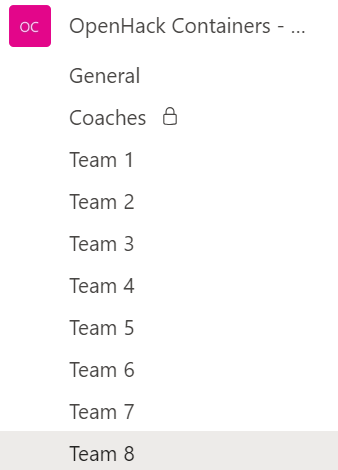 OC
OpenHack Containers - ...
General
Coaches
Team 1
Team 2
Team 3
Team 4
Team 5
Team 6
Team 7
Team 8